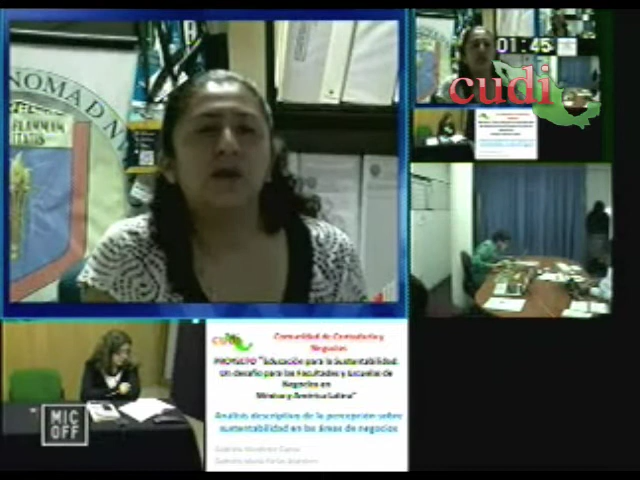 NOMA D N
FLAMMAM
01:45
cudi
MIC
OFF
cudi
Comunidad de Contaduría y
Negocios
PROYECTO "Educación para la Sustentabilidad:
Un desafío para las Facultades y Escuelas de
Negocios en
México y América Latina"
Análisis descriptivo de la percepción sobre
sustentabilidad en las áreas de negocios